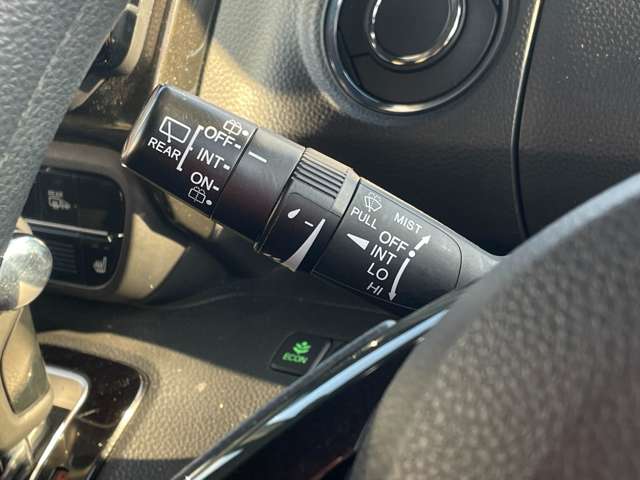 REAR
OFF
INT
ON
PULL
MIST
OFF
INT
LO
HI
ECON